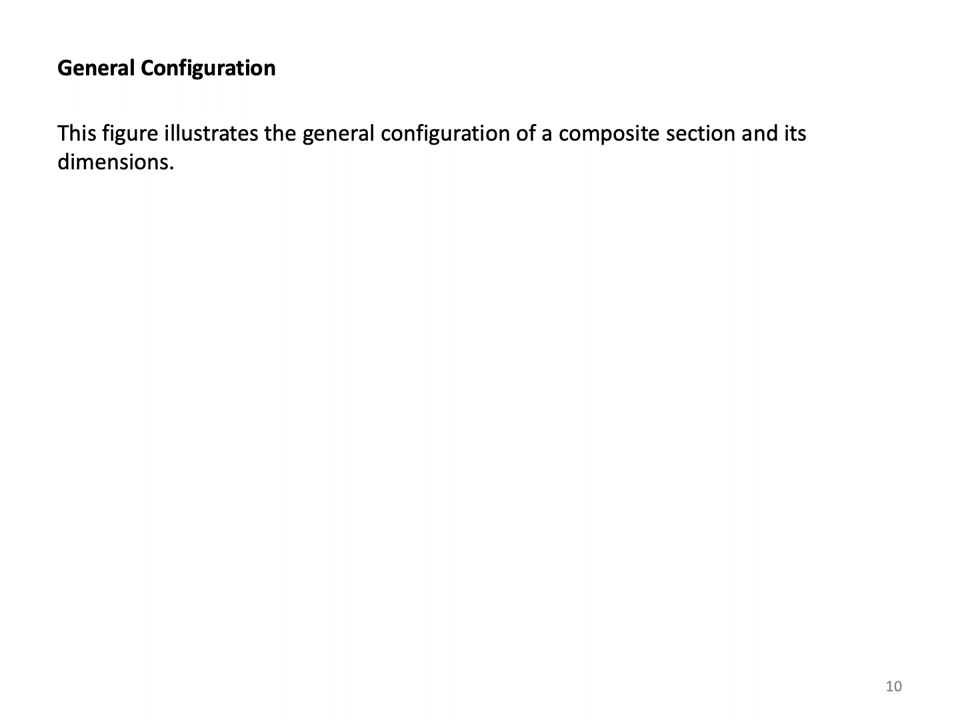 General Configuration
This figure illustrates the general configuration of a composite section and its
dimensions.
10